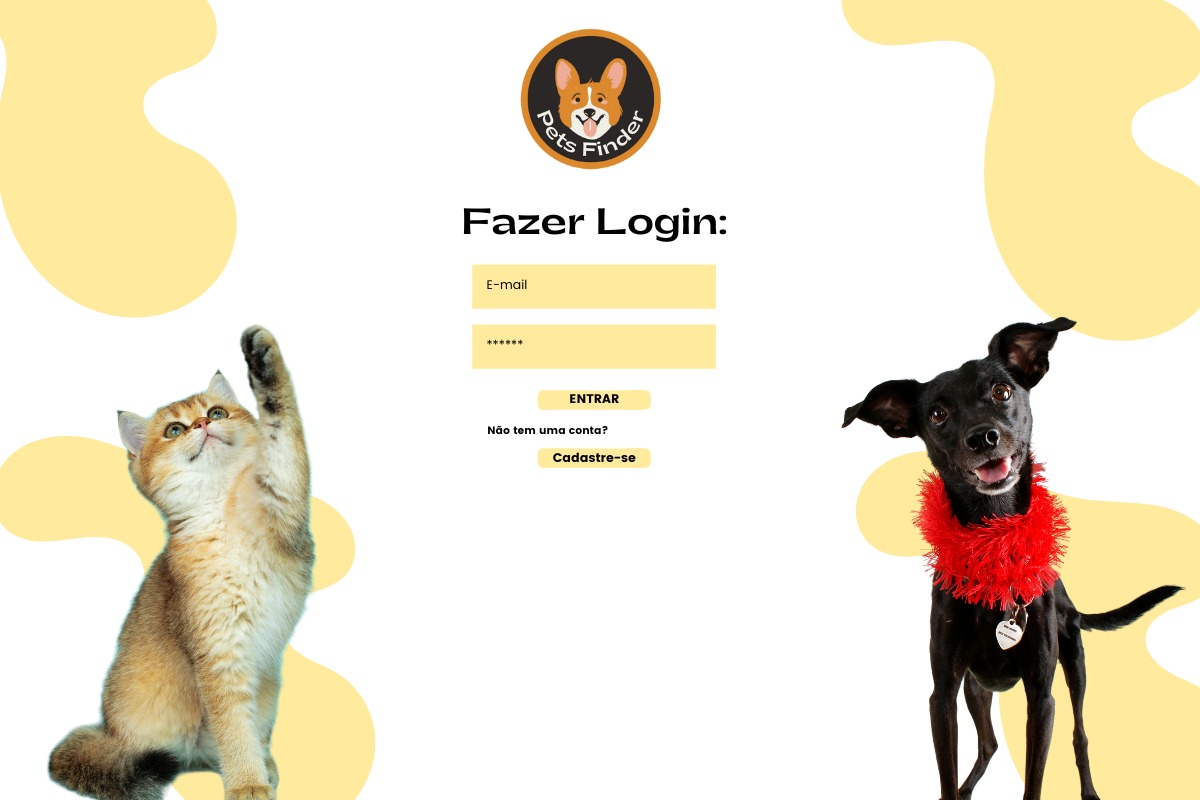 Pets Finder
Fazer Login:
E-mail
******
ENTRAR
Não tem uma conta?
Cadastre-se